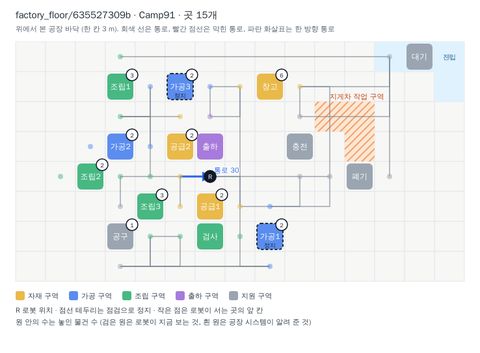 factory_floor/635527309b · Camp91 · 곳 15개
위에서 본 공장 바닥 (한 칸 3 m). 회색 선은 통로, 빨간 점선은 막힌 통로, 파란 화살표는 한 방향 통로
대기
진입
조립1
3
가공3
2
점검
창고
6
지게차 작업 구역
가공2
2
공급2
2
출하
충전
조립2
2
통로 30
R
폐기
조립3
3
공급1
2
공구
1
검사
가공1
2
점검
자재 구역
가공 구역
조립 구역
출하 구역
지원 구역
R 로봇 위치 · 점선 테두리는 점검으로 정지 · 작은 점은 로봇이 서는 곳의 앞 칸
원 안의 수는 놓인 물건 수 (검은 원은 로봇이 지금 보는 것, 흰 원은 공장 시스템이 알려 준 것)